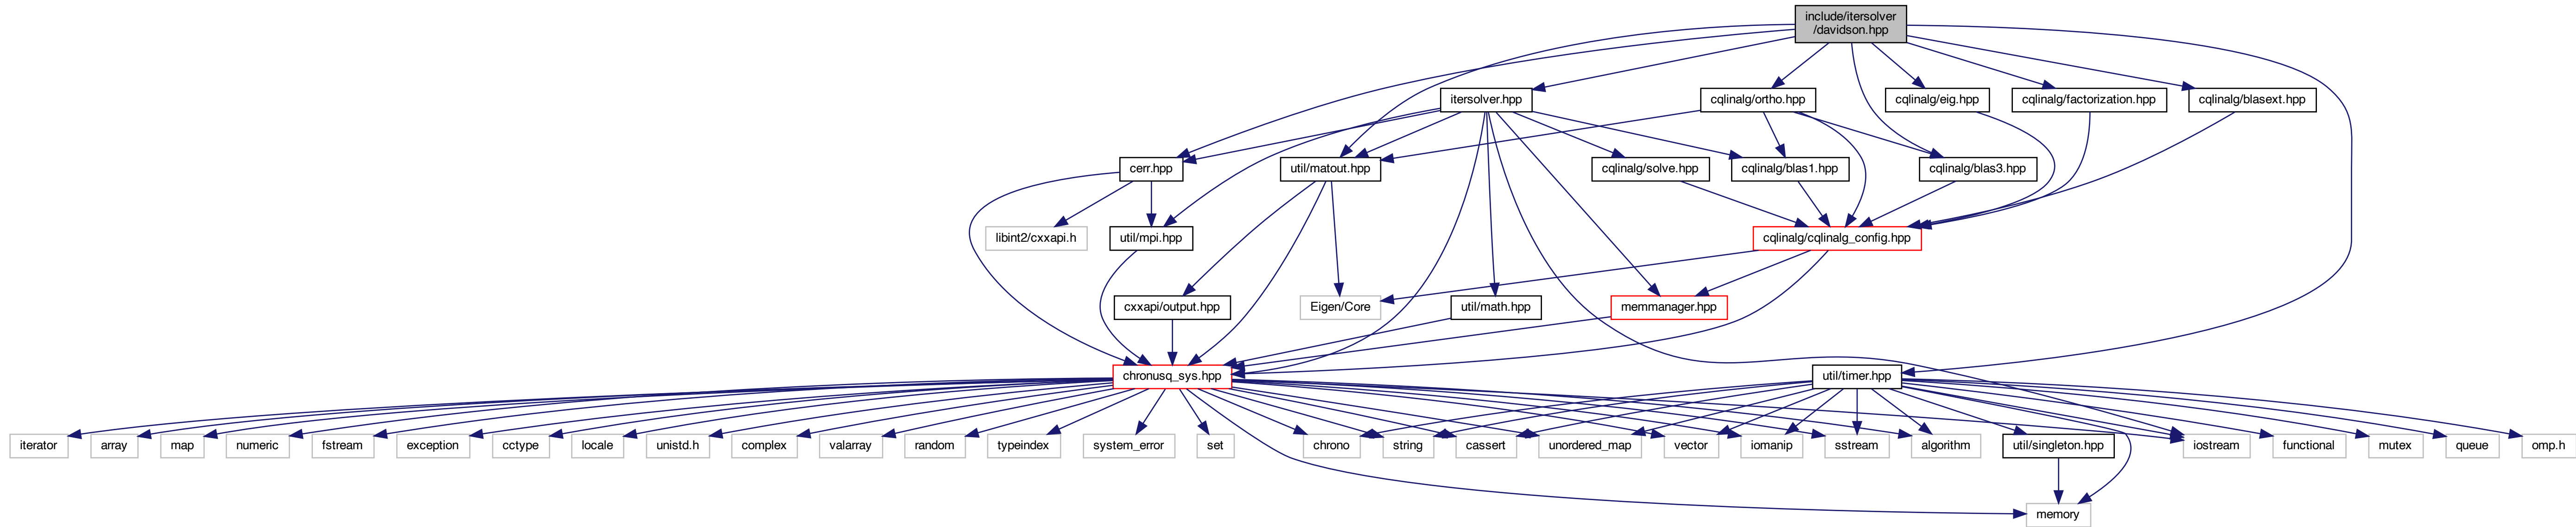 include/itersolver
/davidson.hpp
itersolver.hpp
cqlinalg/ortho.hpp
cqlinalg/eig.hpp
cqlinalg/factorization.hpp
cqlinalg/blasext.hpp
cerr.hpp
util/matout.hpp
cqlinalg/solve.hpp
cqlinalg/blas1.hpp
cqlinalg/blas3.hpp
libint2/cxxapi.h
util/mpi.hpp
cqlinalg/cqlinalg_config.hpp
cxxapi/output.hpp
Eigen/Core
util/math.hpp
memmanager.hpp
chronusq_sys.hpp
util/timer.hpp
iterator
array
map
numeric
fstream
exception
cctype
locale
unistd.h
complex
valarray
random
typeindex
system_error
set
chrono
string
cassert
unordered_map
vector
iomanip
sstream
algorithm
util/singleton.hpp
iostream
functional
mutex
queue
omp.h
memory